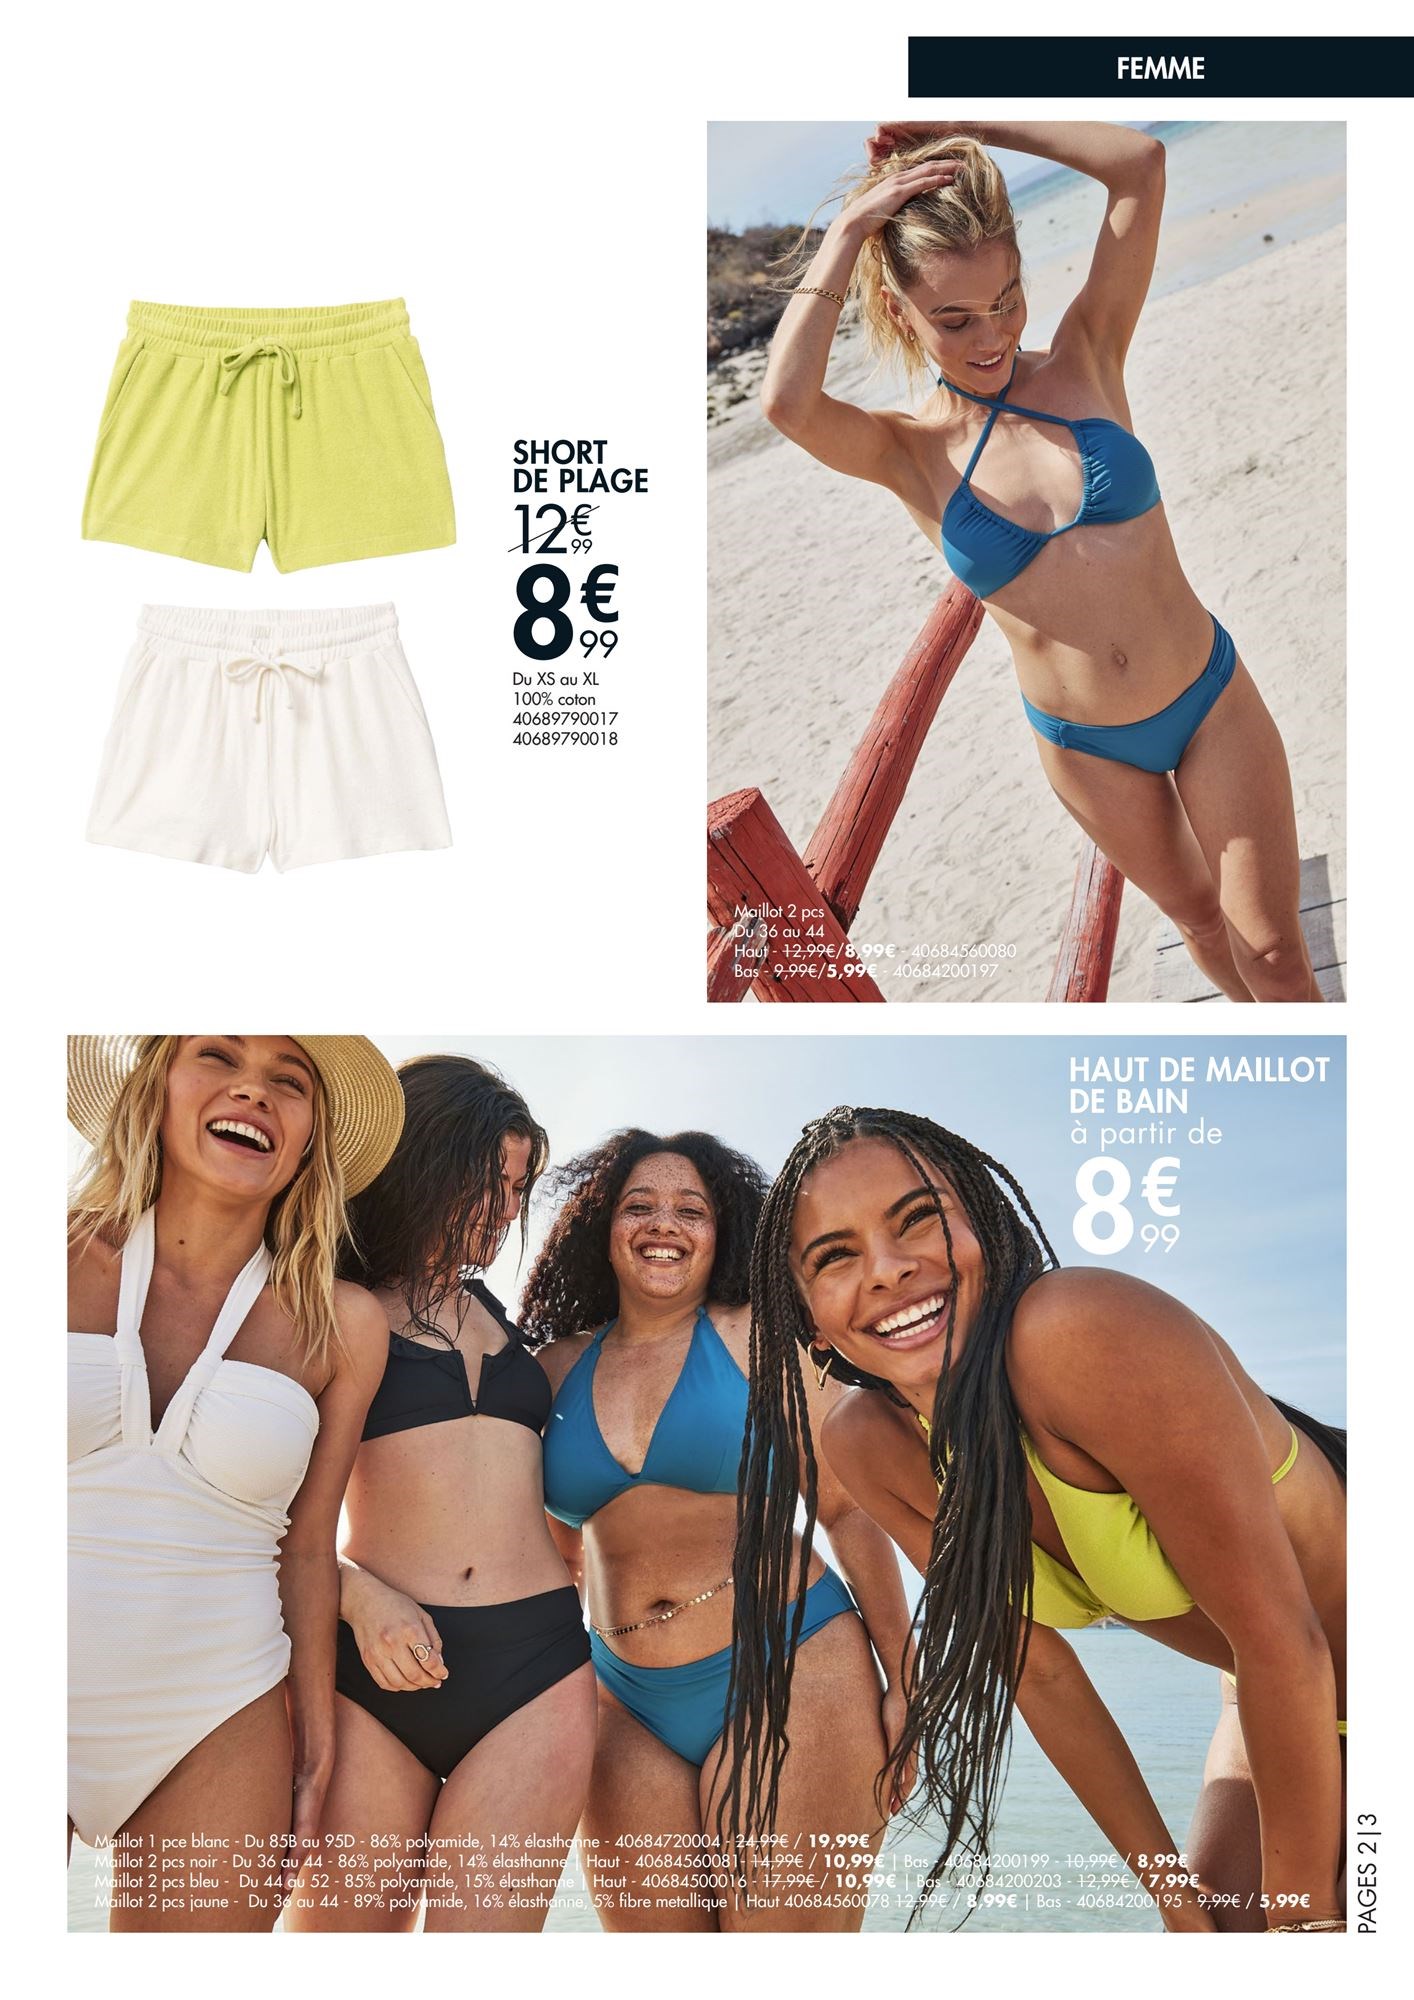 FEMME
SHORT
DE PLAGE
12€99
8€99
Du XS au XL
100% coton
40689790017
40689790018
Maillot 2 pcs
Du 36 au 44
Haut - 12,99€/8,99€ - 40684560080
Bas - 9,99€/5,99€ - 40684200197
HAUT DE MAILLOT
DE BAIN
à partir de
8€99
Maillot 1 pce blanc - Du 85B au 95D - 86% polyamide, 14% élasthanne - 40684720004 - 24,99€ / 19,99€
Maillot 2 pcs noir - Du 36 au 44 - 86% polyamide, 14% élasthanne | Haut - 40684560081- 14,99€ / 10,99€ | Bas - 40684200199 - 10,99€ / 8,99€
Maillot 2 pcs bleu - Du 44 au 52 - 85% polyamide, 15% élasthanne | Haut - 40684500016 - 17,99€ / 10,99€ | Bas - 40684200203 - 12,99€ / 7,99€
Maillot 2 pcs jaune - Du 36 au 44 - 89% polyamide, 16% élasthanne, 5% fibre metallique | Haut 40684560078 12,99€ / 8,99€ | Bas - 40684200195 - 9,99€ / 5,99€
PAGES 2|3